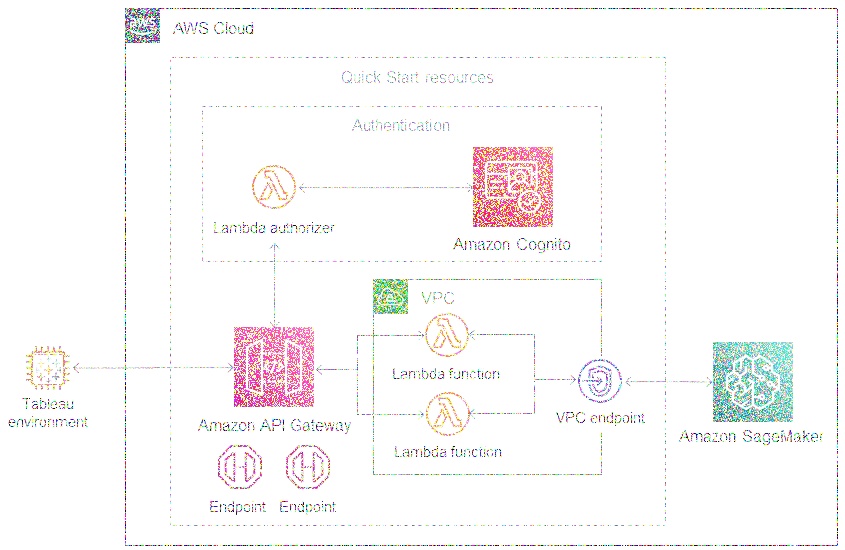 aws
AWS Cloud
Quick Start resources
Authentication
Lambda authorizer
Amazon Cognito
VPC
Lambda function
Tableau
environment
Amazon API Gateway
VPC endpoint
Amazon SageMaker
Lambda function
Endpoint
Endpoint